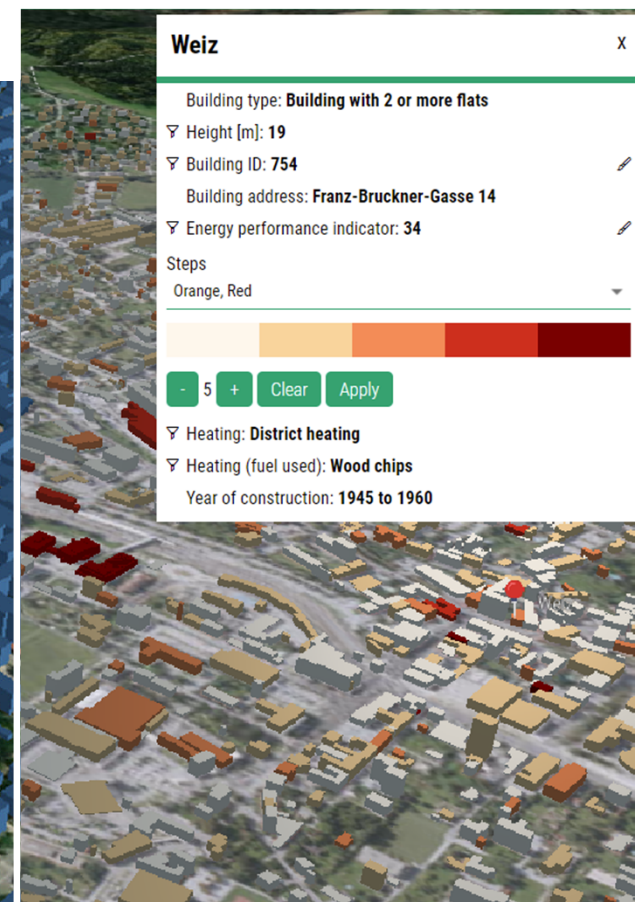 Weiz
X
Building type: Building with 2 or more flats
Height [m]: 19
Building ID: 754
Building address: Franz-Bruckner-Gasse 14
Energy performance indicator: 34
Steps
Orange, Red
- 5 + Clear Apply
Heating: District heating
Heating (fuel used): Wood chips
Year of construction: 1945 to 1960
Weiz